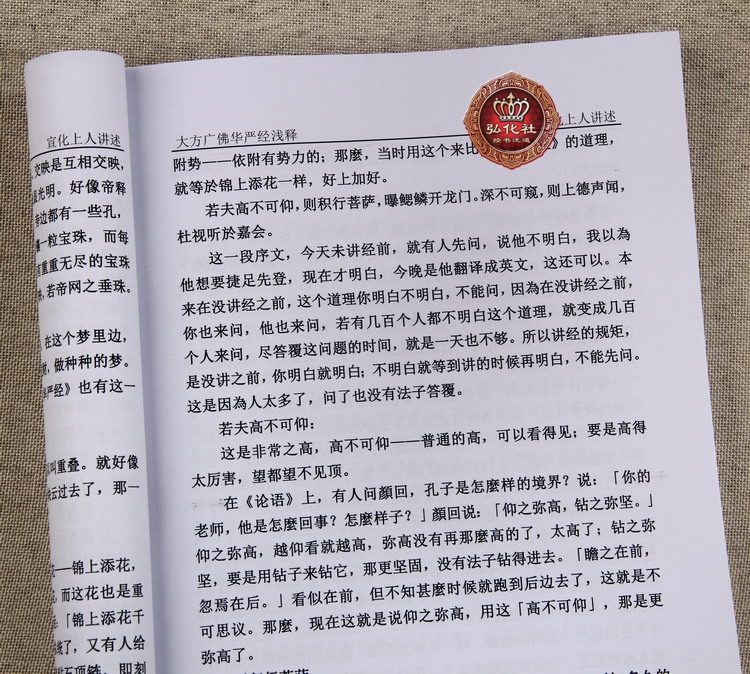 宣化上人讲述
交映是互相交映,
光明。好像帝释
边都有一些孔,
一粒宝珠,而每
重重无尽的宝珠
若帝网之垂珠。
在这个梦里边,
做种种的梦。
华严经》也有这一
叫重叠。就好像
云过去了,那一
锦上添花,
而这花也是重
「锦上添花千
线了,又有人给
即刻
大方广佛华严经浅释
上人讲述
弘化社
经书流通
附势——依附有势力的;那麼,当时用这个来比
》的道理,
就等於锦上添花一样,好上加好。
若夫高不可仰,则积行菩萨,曝鳃鳞开龙门。深不可窥,则上德声闻,
杜视听於嘉会。
这一段序文,今天未讲经前,就有人先问,说他不明白,我以為
他想要捷足先登,现在才明白,今晚是他翻译成英文,这还可以。本
来在没讲经之前,这个道理你明白不明白,不能问,因為在没讲经之前,
你也来问,他也来问,若有几百个人都不明白这个道理,就变成几百
个人来问,尽答覆这问题的时间,就是一天也不够。所以讲经的规矩,
是没讲之前,你明白就明白;不明白就等到讲的时候再明白,不能先问。
这是因為人太多了,问了也没有法子答覆。
若夫高不可仰:
这是非常之高,高不可仰——普通的高,可以看得见;要是高得
太厉害,望都望不见顶。
在《论语》上,有人问顏回,孔子是怎麼样的境界?说:「你的
老师,他是怎麼回事?怎麼样子?」顏回说:「仰之弥高,钻之弥坚。」
仰之弥高,越仰看就越高,弥高没有再那麼高的了,太高了;钻之弥
坚,要是用钻子来钻它,那更坚固,没有法子钻得进去。「瞻之在前,
忽焉在后。」看似在前,但不知甚麼时候就跑到后边去了,这就是不
可思议。那麼,现在这就是说仰之弥高,用这「高不可仰」,那是更
弥高了。